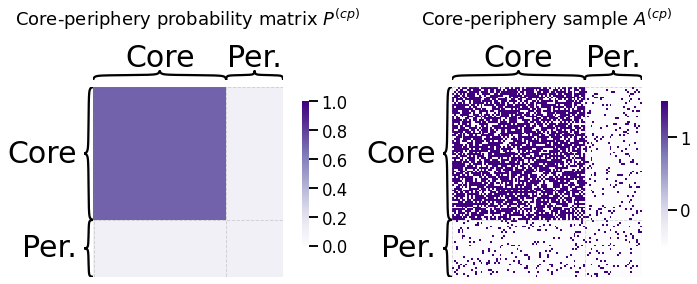 Core-periphery probability matrix P^(cp)
Core Per.
Core
Per.
1.0
0.8
0.6
0.4
0.2
0.0
Core-periphery sample A^(cp)
Core Per.
Core
Per.
1
0